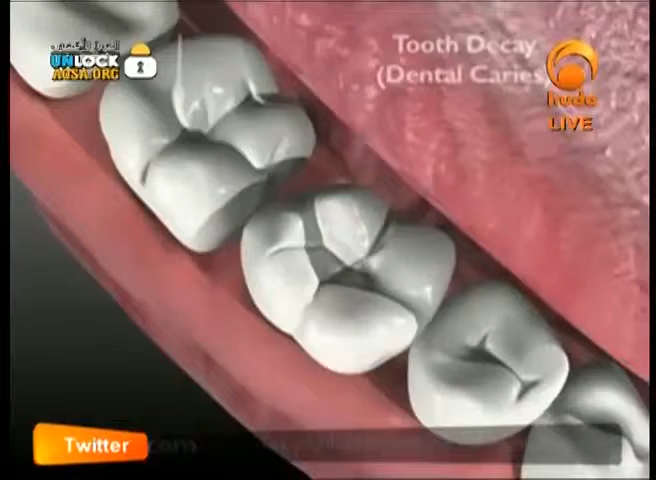 UNLOCK
AQSA.ORG
Tooth Decay
(Dental Caries
huda
LIVE
Twitter